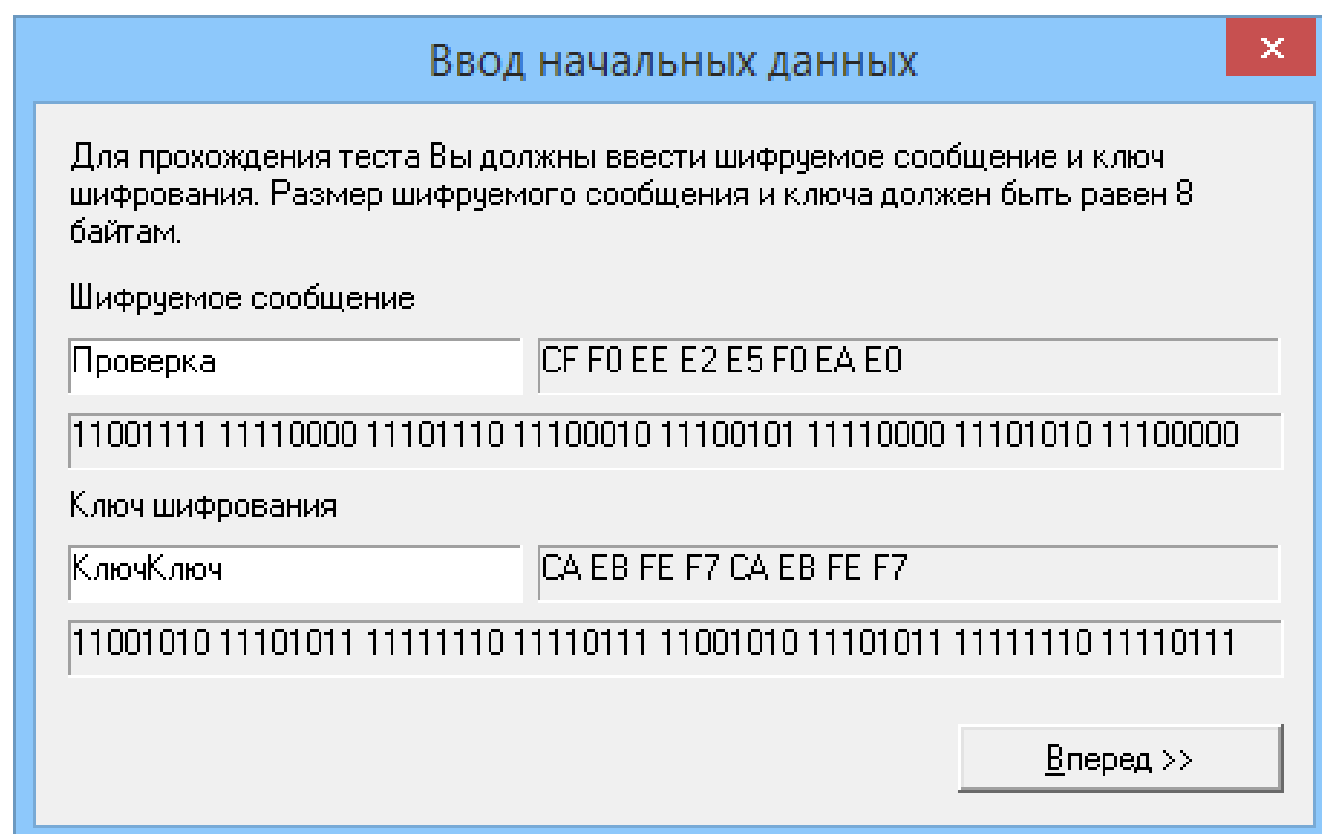 Ввод начальных данных
Для прохождения теста Вы должны ввести шифруемое сообщение и ключ
шифрования. Размер шифруемого сообщения и ключа должен быть равен 8
байтам.
Шифруемое сообщение
Проверка CF F0 EE E2 E5 F0 EA E0
11001111 11110000 11101110 11100010 11100101 11110000 11101010 11100000
Ключ шифрования
КлючКлюч CA EB FE F7 CA EB FE F7
11001010 11101011 11111110 11110111 11001010 11101011 11111110 11110111
Вперед >>